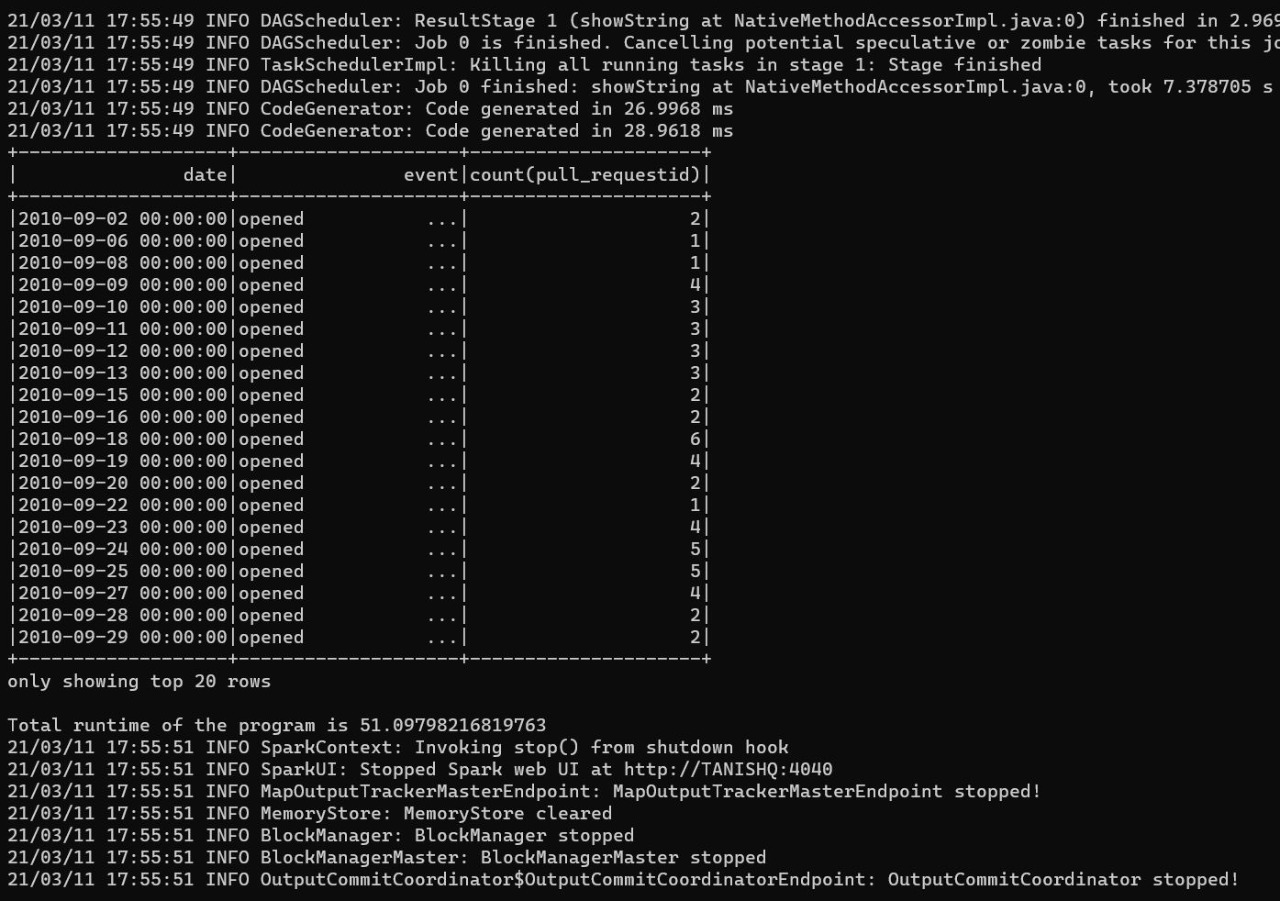 21/03/11 17:55:49 INFO DAGScheduler: ResultStage 1 (showString at NativeMethodAccessorImpl.java:0) finished in 2.969
21/03/11 17:55:49 INFO DAGScheduler: Job 0 is finished. Cancelling potential speculative or zombie tasks for this
21/03/11 17:55:49 INFO TaskSchedulerImpl: Killing all running tasks in stage 1: Stage finished
21/03/11 17:55:49 INFO DAGScheduler: Job 0 finished: showString at NativeMethodAccessorImpl.java:0, took 7.378705 s
21/03/11 17:55:49 INFO CodeGenerator: Code generated in 26.9968 ms
21/03/11 17:55:49 INFO CodeGenerator: Code generated in 28.9618 ms
+-------------------+--------------------+---------------------+
|               date|               event|count(pull_requestid)|
+-------------------+--------------------+---------------------+
|2010-09-02 00:00:00|opened           ...|                    2|
|2010-09-06 00:00:00|opened           ...|                    1|
|2010-09-08 00:00:00|opened           ...|                    1|
|2010-09-09 00:00:00|opened           ...|                    4|
|2010-09-10 00:00:00|opened           ...|                    3|
|2010-09-11 00:00:00|opened           ...|                    3|
|2010-09-12 00:00:00|opened           ...|                    3|
|2010-09-13 00:00:00|opened           ...|                    3|
|2010-09-15 00:00:00|opened           ...|                    2|
|2010-09-16 00:00:00|opened           ...|                    2|
|2010-09-18 00:00:00|opened           ...|                    6|
|2010-09-19 00:00:00|opened           ...|                    4|
|2010-09-20 00:00:00|opened           ...|                    2|
|2010-09-22 00:00:00|opened           ...|                    1|
|2010-09-23 00:00:00|opened           ...|                    4|
|2010-09-24 00:00:00|opened           ...|                    5|
|2010-09-25 00:00:00|opened           ...|                    5|
|2010-09-27 00:00:00|opened           ...|                    4|
|2010-09-28 00:00:00|opened           ...|                    2|
|2010-09-29 00:00:00|opened           ...|                    2|
+-------------------+--------------------+---------------------+
only showing top 20 rows
Total runtime of the program is 51.09798216819763
21/03/11 17:55:51 INFO SparkContext: Invoking stop() from shutdown hook
21/03/11 17:55:51 INFO SparkUI: Stopped Spark web UI at http://TANISHQ:4040
21/03/11 17:55:51 INFO MapOutputTrackerMasterEndpoint: MapOutputTrackerMasterEndpoint stopped!
21/03/11 17:55:51 INFO MemoryStore: MemoryStore cleared
21/03/11 17:55:51 INFO BlockManager: BlockManager stopped
21/03/11 17:55:51 INFO BlockManagerMaster: BlockManagerMaster stopped
21/03/11 17:55:51 INFO OutputCommitCoordinator$OutputCommitCoordinatorEndpoint: OutputCommitCoordinator stopped!